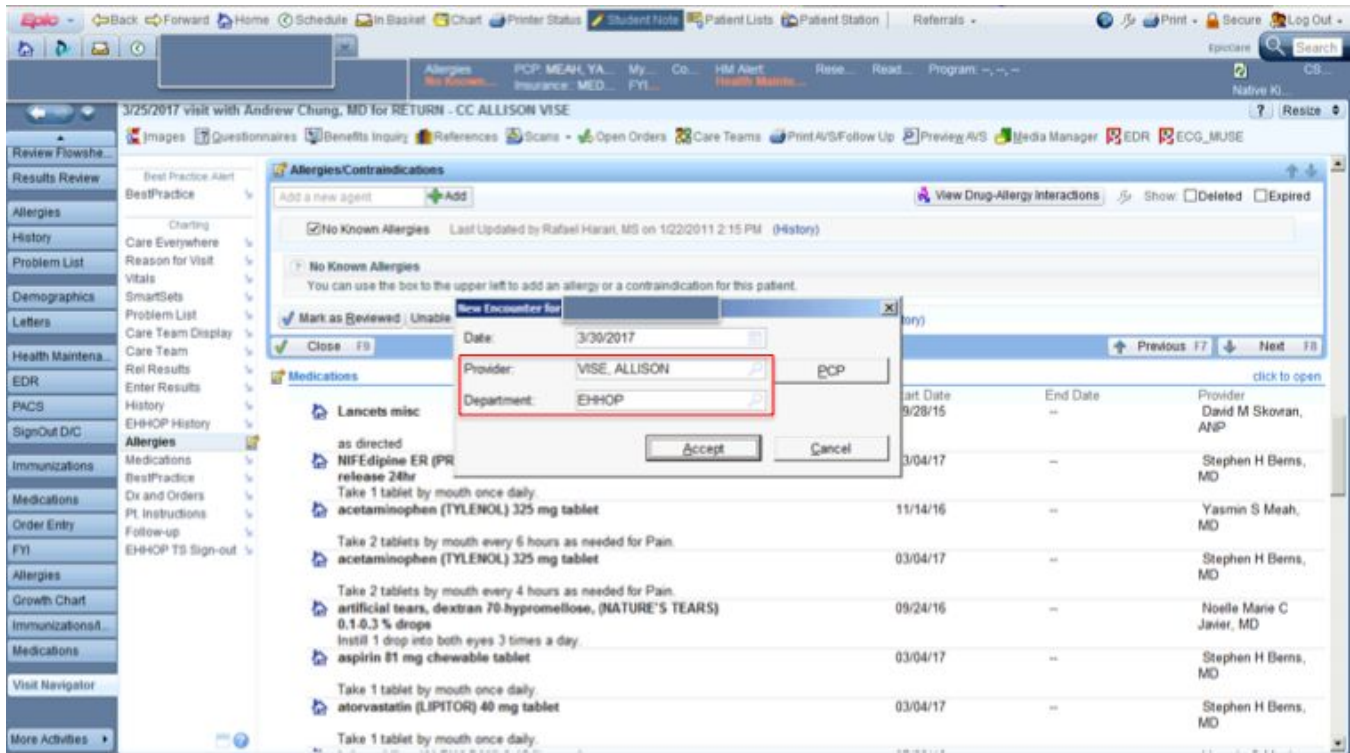 Epic Back Forward Home Schedule In Basket Chart Printer Status Student Note Patient Lists Patient Station Referrals Print Secure Log Out
EpicCare Search
Allergies PCP: MEAH, YA... My... Co... HM Alert Rese... Read... Program: –, –, – CS...
No Known... Insurance: MED... FYI... Health Mainte... Native Ki...
3/25/2017 visit with Andrew Chung, MD for RETURN - CC ALLISON VISE ? Resize
Images Questionnaires Benefits Inquiry References Scans Open Orders Care Teams Print AVS/Follow Up Preview AVS Media Manager EDR ECG_MUSE
Review Flowshe...
Results Review
Allergies
History
Problem List
Demographics
Letters
Health Maintena...
EDR
PACS
SignOut D/C
Immunizations
Medications
Order Entry
FYI
Allergies
Growth Chart
Immunizations/I...
Medications
Visit Navigator
More Activities
Best Practice Alert
BestPractice
Charting
Care Everywhere
Reason for Visit
Vitals
SmartSets
Problem List
Care Team Display
Care Team
Rel Results
Enter Results
History
EHHOP History
Allergies
Medications
BestPractice
Dx and Orders
Pt. Instructions
Follow-up
EHHOP TS Sign-out
Allergies/Contraindications
Add a new agent Add View Drug-Allergy Interactions Show: Deleted Expired
No Known Allergies Last Updated by Rafael Harari, MS on 1/22/2011 2:15 PM (History)
No Known Allergies
You can use the box to the upper left to add an allergy or a contraindication for this patient.
Mark as Reviewed Unable tory)
Close F9 Previous F7 Next F8
New Encounter for
Date: 3/30/2017
Provider: VISE, ALLISON PCP
Department: EHHOP
Accept Cancel
Medications click to open
tart Date End Date Provider
Lancets misc 9/28/15 -- David M Skovran, ANP
as directed
NIFEdipine ER (PR 3/04/17 -- Stephen H Berns, MD
release 24hr
Take 1 tablet by mouth once daily.
acetaminophen (TYLENOL) 325 mg tablet 11/14/16 -- Yasmin S Meah, MD
Take 2 tablets by mouth every 6 hours as needed for Pain.
acetaminophen (TYLENOL) 325 mg tablet 03/04/17 -- Stephen H Berns, MD
Take 2 tablets by mouth every 4 hours as needed for Pain.
artificial tears, dextran 70-hypromellose, (NATURE'S TEARS) 09/24/16 -- Noelle Marie C Javier, MD
0.1-0.3 % drops
Instill 1 drop into both eyes 3 times a day.
aspirin 81 mg chewable tablet 03/04/17 -- Stephen H Berns, MD
Take 1 tablet by mouth once daily.
atorvastatin (LIPITOR) 40 mg tablet 03/04/17 -- Stephen H Berns, MD
Take 1 tablet by mouth once daily.